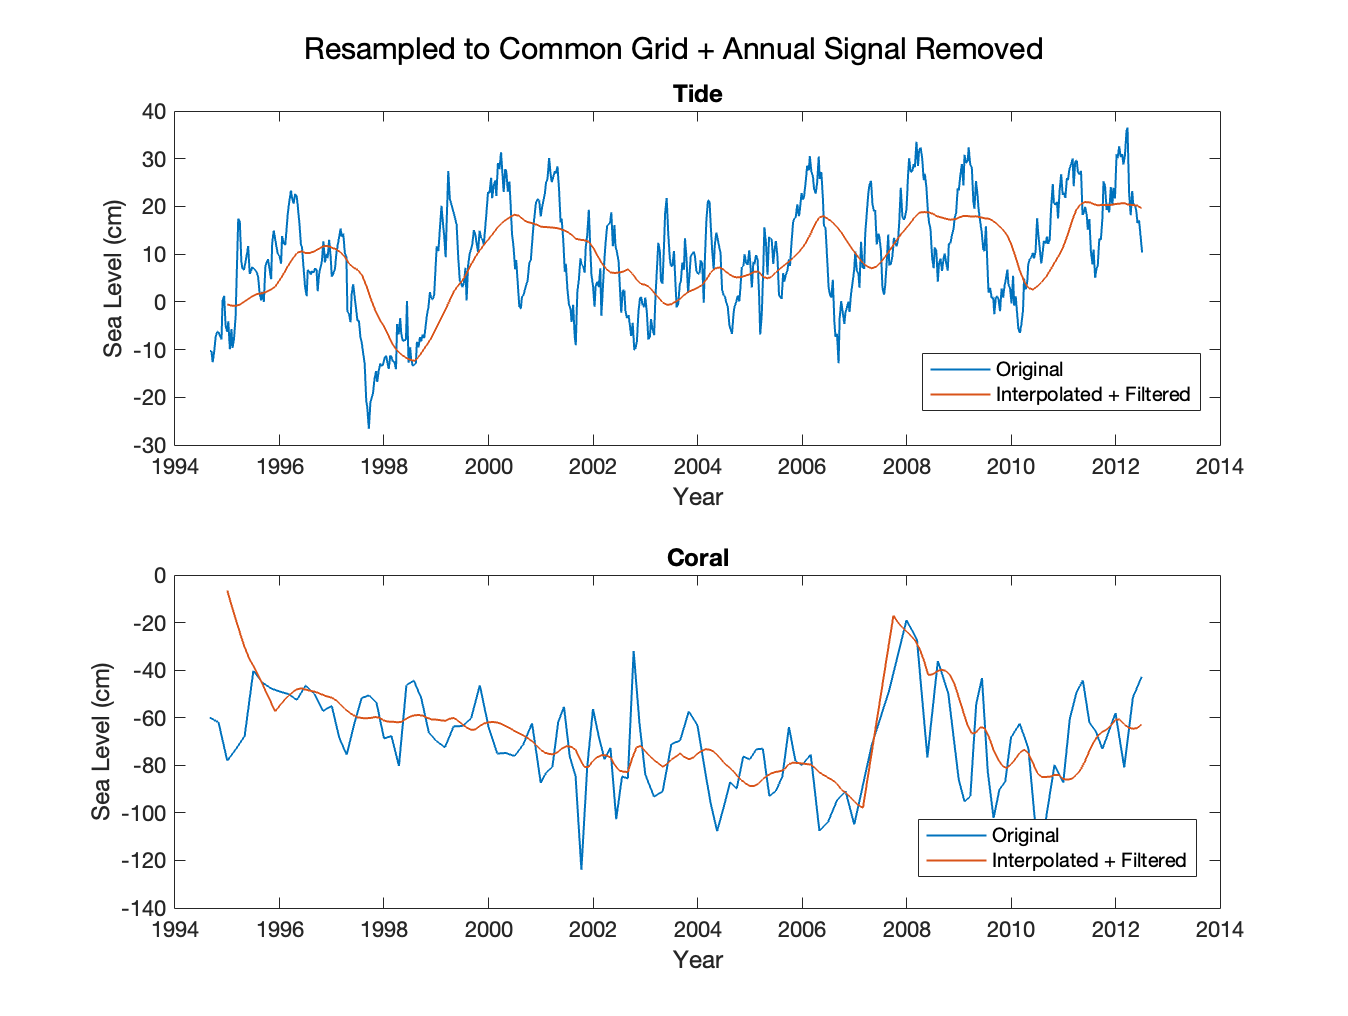 Resampled to Common Grid + Annual Signal Removed
Tide
40
30
20
10
0
-10
-20
-30
Sea Level (cm)
Original
Interpolated + Filtered
1994 1996 1998 2000 2002 2004 2006 2008 2010 2012 2014
Year
Coral
0
-20
-40
-60
-80
-100
-120
-140
Sea Level (cm)
Original
Interpolated + Filtered
1994 1996 1998 2000 2002 2004 2006 2008 2010 2012 2014
Year